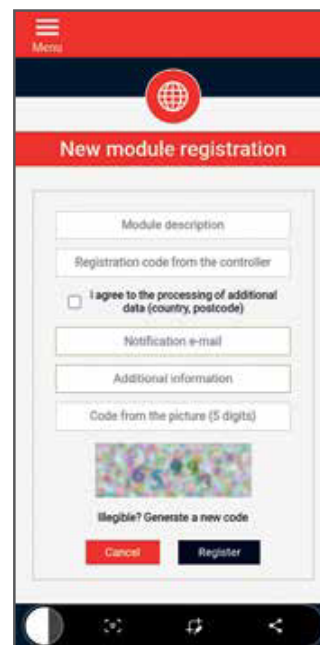 Menu
New module registration
Module description
Registration code from the controller
I agree to the processing of additional
data (country, postcode)
Notification e-mail
Additional information
Code from the picture (5 digits)
Illegible? Generate a new code
Cancel Register